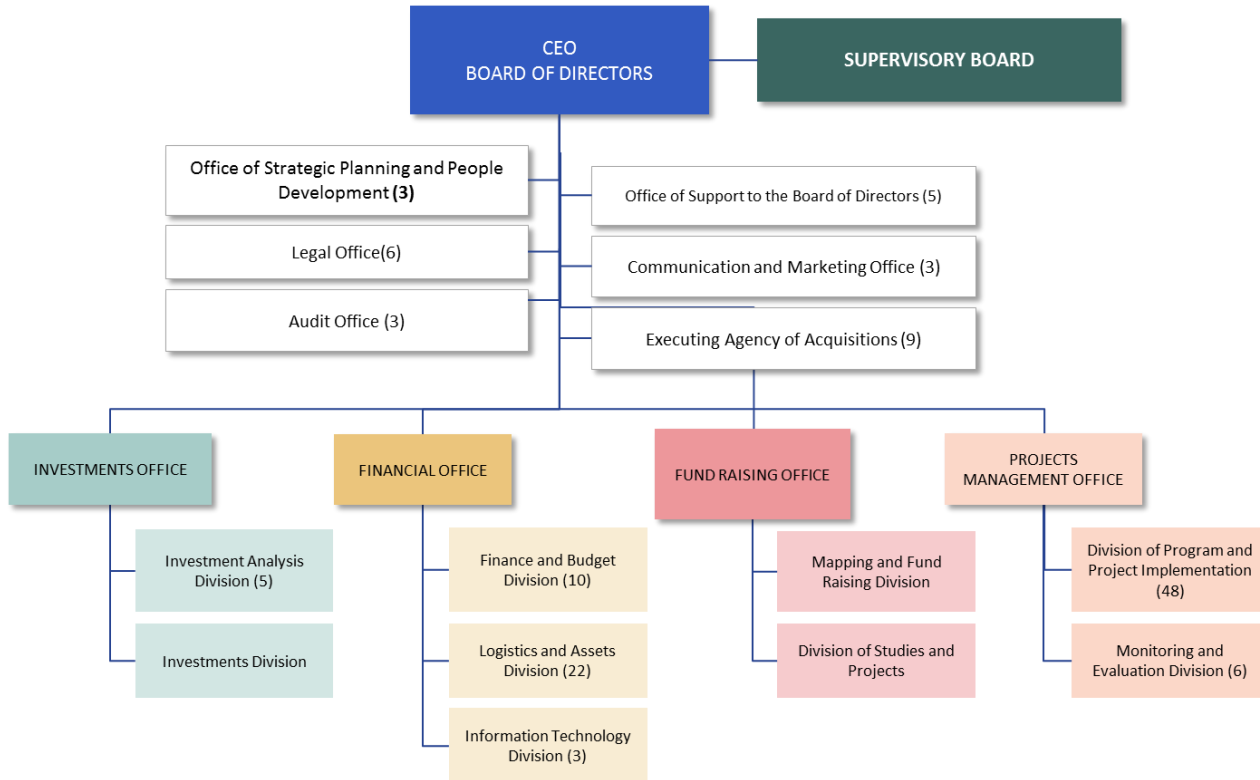 CEO
BOARD OF DIRECTORS
SUPERVISORY BOARD
Office of Strategic Planning and People
Development (3)
Office of Support to the Board of Directors (5)
Legal Office(6)
Communication and Marketing Office (3)
Audit Office (3)
Executing Agency of Acquisitions (9)
INVESTMENTS OFFICE
FINANCIAL OFFICE
FUND RAISING OFFICE
PROJECTS
MANAGEMENT OFFICE
Investment Analysis
Division (5)
Investments Division
Finance and Budget
Division (10)
Logistics and Assets
Division (22)
Information Technology
Division (3)
Mapping and Fund
Raising Division
Division of Studies and
Projects
Division of Program and
Project Implementation
(48)
Monitoring and
Evaluation Division (6)